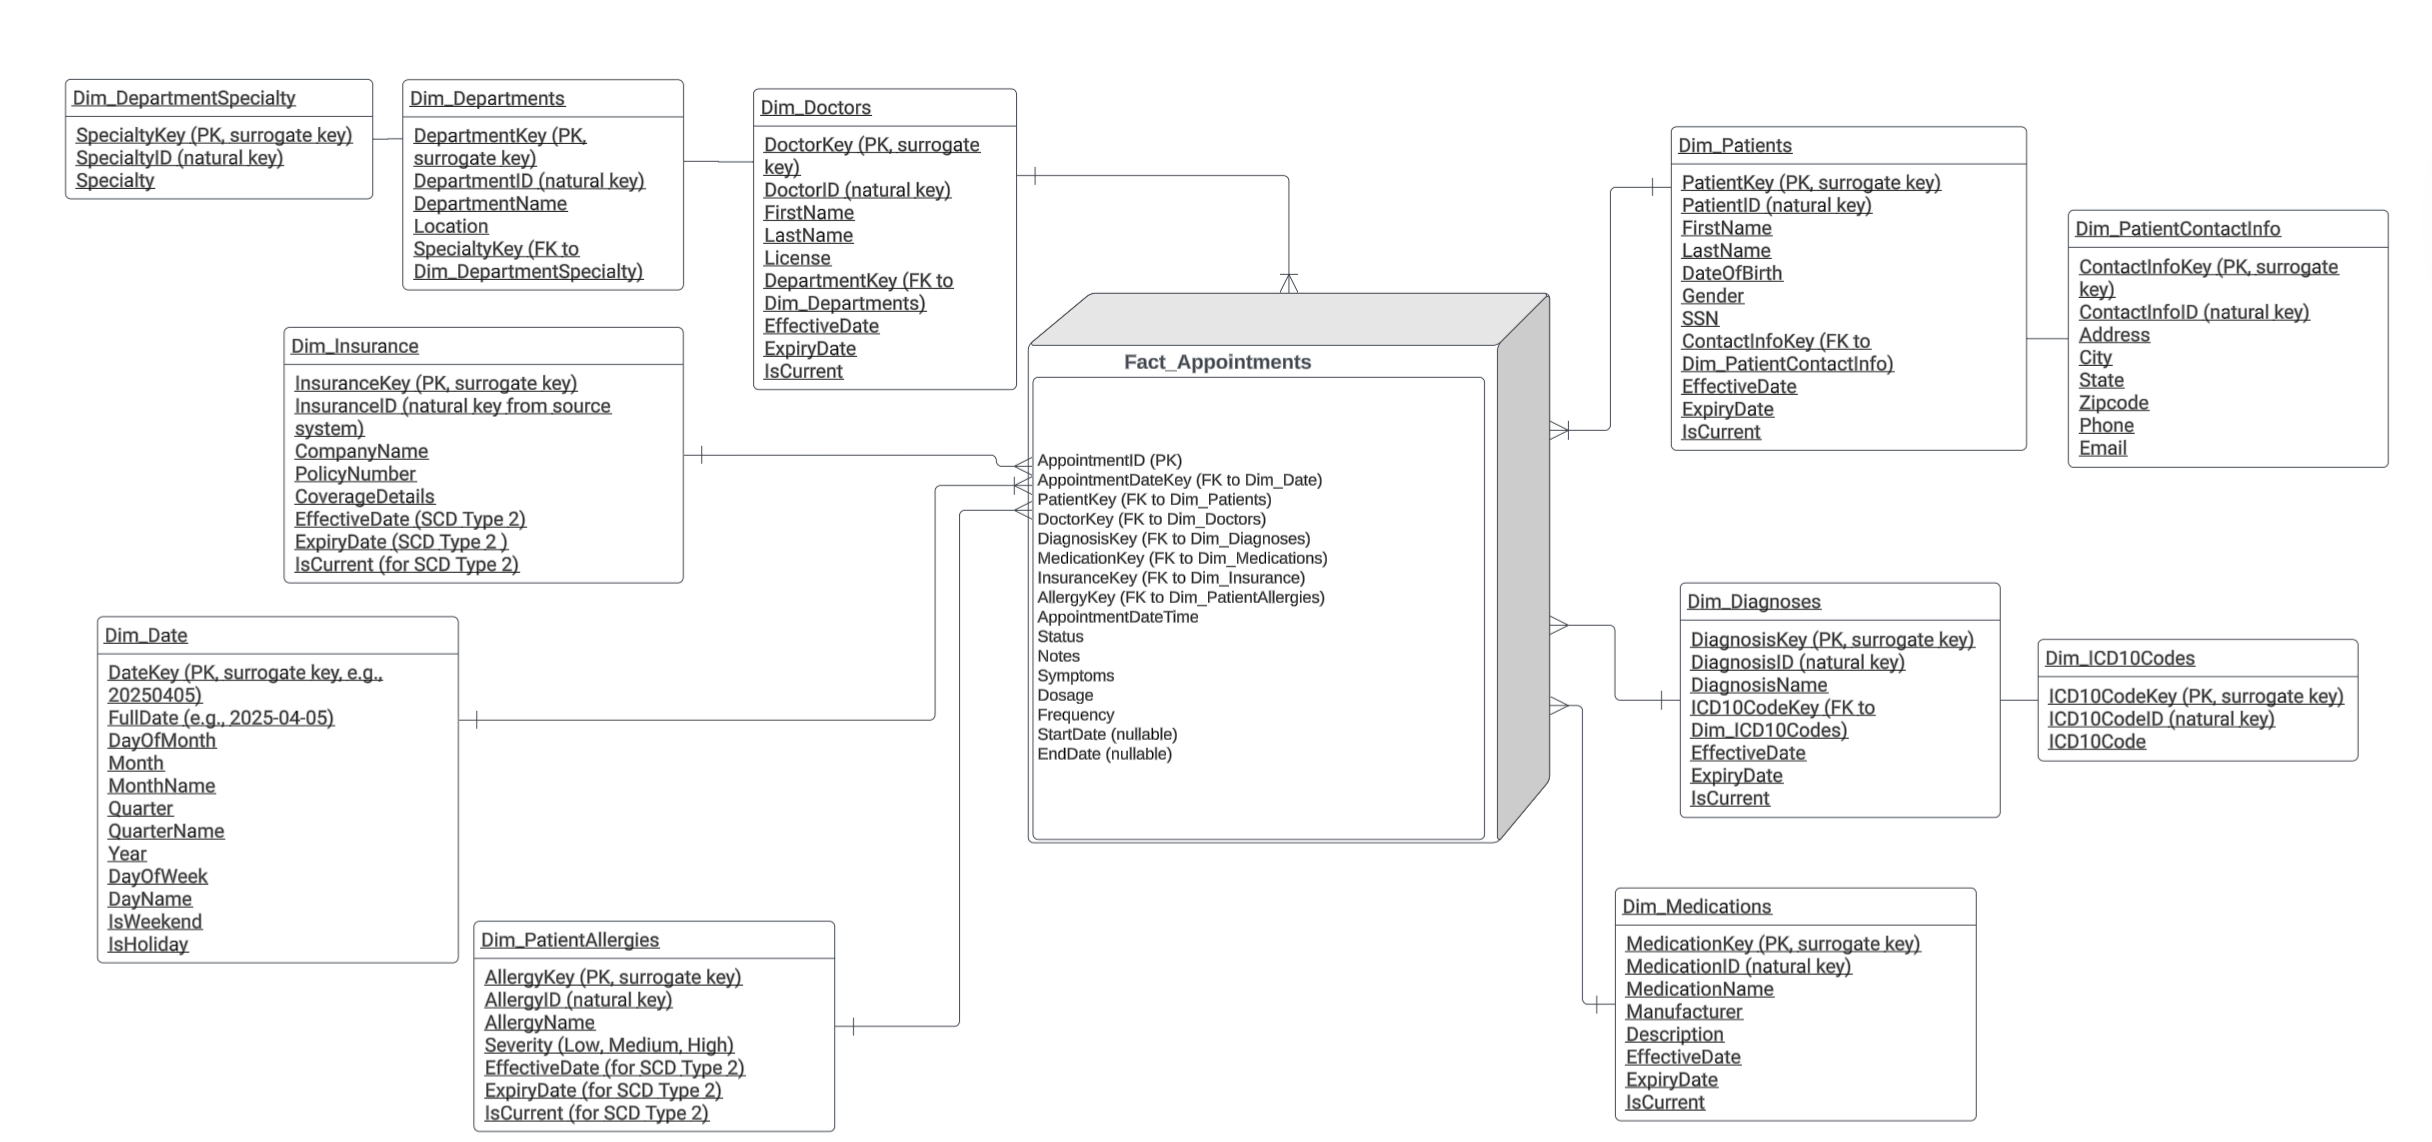 Dim_DepartmentSpecialty
SpecialtyKey (PK, surrogate key)
SpecialtyID (natural key)
Specialty
Dim_Departments
DepartmentKey (PK,
surrogate key)
DepartmentID (natural key)
DepartmentName
Location
SpecialtyKey (FK to
Dim_DepartmentSpecialty)
Dim_Doctors
DoctorKey (PK, surrogate
key)
DoctorID (natural key)
FirstName
LastName
License
DepartmentKey (FK to
Dim_Departments)
EffectiveDate
ExpiryDate
IsCurrent
Dim_Patients
PatientKey (PK, surrogate key)
PatientID (natural key)
FirstName
LastName
DateOfBirth
Gender
SSN
ContactInfoKey (FK to
Dim_PatientContactInfo)
EffectiveDate
ExpiryDate
IsCurrent
Dim_PatientContactInfo
ContactInfoKey (PK, surrogate
key)
ContactInfoID (natural key)
Address
City
State
Zipcode
Phone
Email
Dim_Insurance
InsuranceKey (PK, surrogate key)
InsuranceID (natural key from source
system)
CompanyName
PolicyNumber
CoverageDetails
EffectiveDate (SCD Type 2)
ExpiryDate (SCD Type 2 )
IsCurrent (for SCD Type 2)
Fact_Appointments
AppointmentID (PK)
AppointmentDateKey (FK to Dim_Date)
PatientKey (FK to Dim_Patients)
DoctorKey (FK to Dim_Doctors)
DiagnosisKey (FK to Dim_Diagnoses)
MedicationKey (FK to Dim_Medications)
InsuranceKey (FK to Dim_Insurance)
AllergyKey (FK to Dim_PatientAllergies)
AppointmentDateTime
Status
Notes
Symptoms
Dosage
Frequency
StartDate (nullable)
EndDate (nullable)
Dim_Date
DateKey (PK, surrogate key, e.g.,
20250405)
FullDate (e.g., 2025-04-05)
DayOfMonth
Month
MonthName
Quarter
QuarterName
Year
DayOfWeek
DayName
IsWeekend
IsHoliday
Dim_Diagnoses
DiagnosisKey (PK, surrogate key)
DiagnosisID (natural key)
DiagnosisName
ICD10CodeKey (FK to
Dim_ICD10Codes)
EffectiveDate
ExpiryDate
IsCurrent
Dim_ICD10Codes
ICD10CodeKey (PK, surrogate key)
ICD10CodeID (natural key)
ICD10Code
Dim_PatientAllergies
AllergyKey (PK, surrogate key)
AllergyID (natural key)
AllergyName
Severity (Low, Medium, High)
EffectiveDate (for SCD Type 2)
ExpiryDate (for SCD Type 2)
IsCurrent (for SCD Type 2)
Dim_Medications
MedicationKey (PK, surrogate key)
MedicationID (natural key)
MedicationName
Manufacturer
Description
EffectiveDate
ExpiryDate
IsCurrent